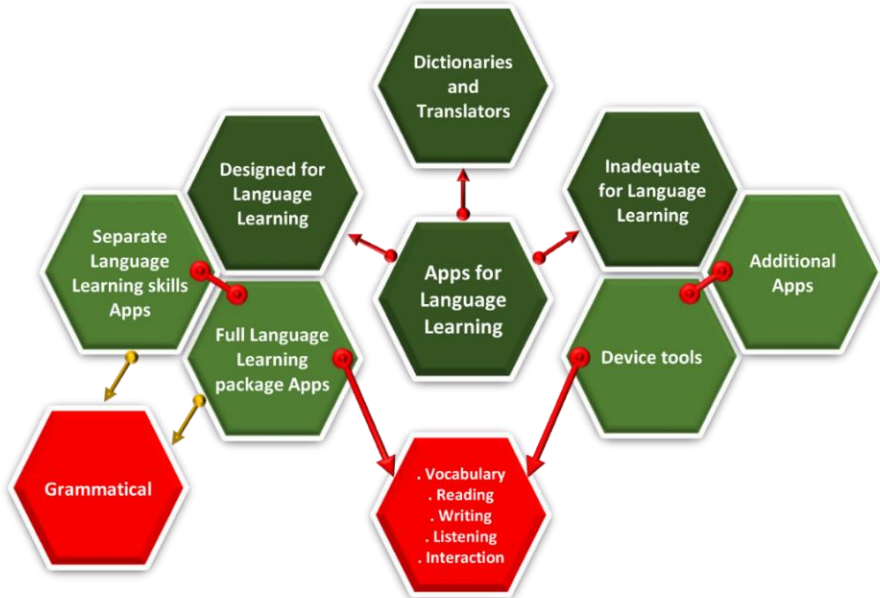 Dictionaries
and
Translators
Designed for
Language
Learning
Inadequate
for Language
Learning
Separate
Language
Learning skills
Apps
Apps for
Language
Learning
Additional
Apps
Full Language
Learning
package Apps
Device tools
Grammatical
. Vocabulary
. Reading
. Writing
. Listening
. Interaction